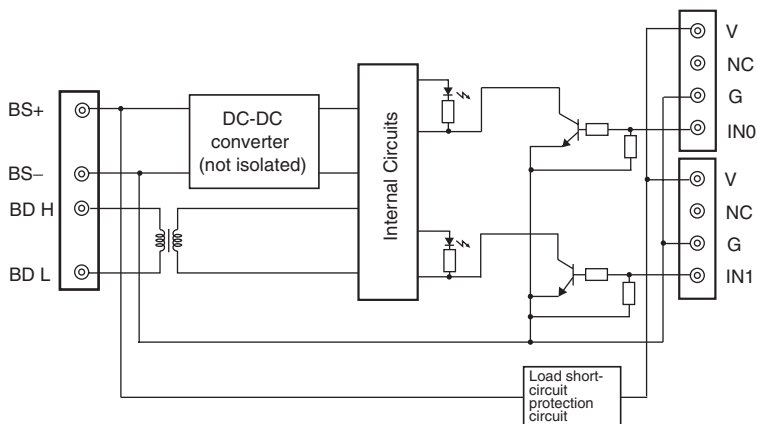 BS+
BS−
BD H
BD L
DC-DC
converter
(not isolated)
Internal Circuits
V
NC
G
IN0
V
NC
G
IN1
Load short-
circuit
protection
circuit